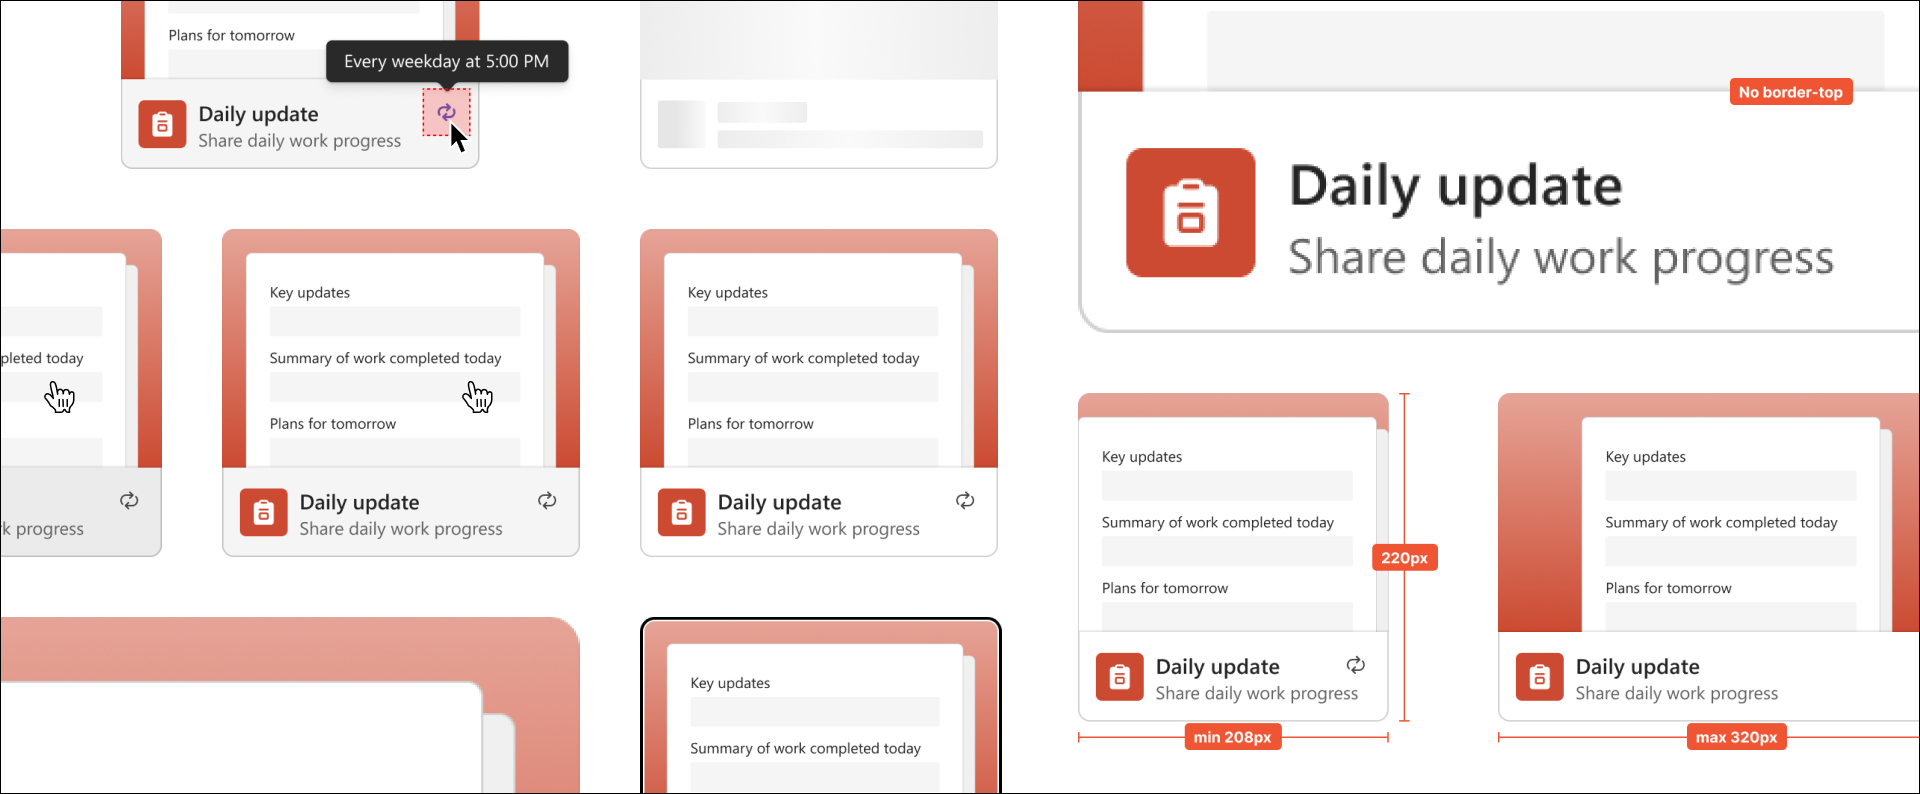 Plans for tomorrow
Every weekday at 5:00 PM
Daily update
Share daily work progress
No border-top
Daily update
Share daily work progress
pleted today
k progress
Key updates
Summary of work completed today
Plans for tomorrow
Daily update
Share daily work progress
Key updates
Summary of work completed today
Plans for tomorrow
Daily update
Share daily work progress
Key updates
Summary of work completed today
Key updates
Summary of work completed today
Plans for tomorrow
Daily update
Share daily work progress
220px
min 208px
Key updates
Summary of work completed today
Plans for tomorrow
Daily update
Share daily work progress
max 320px